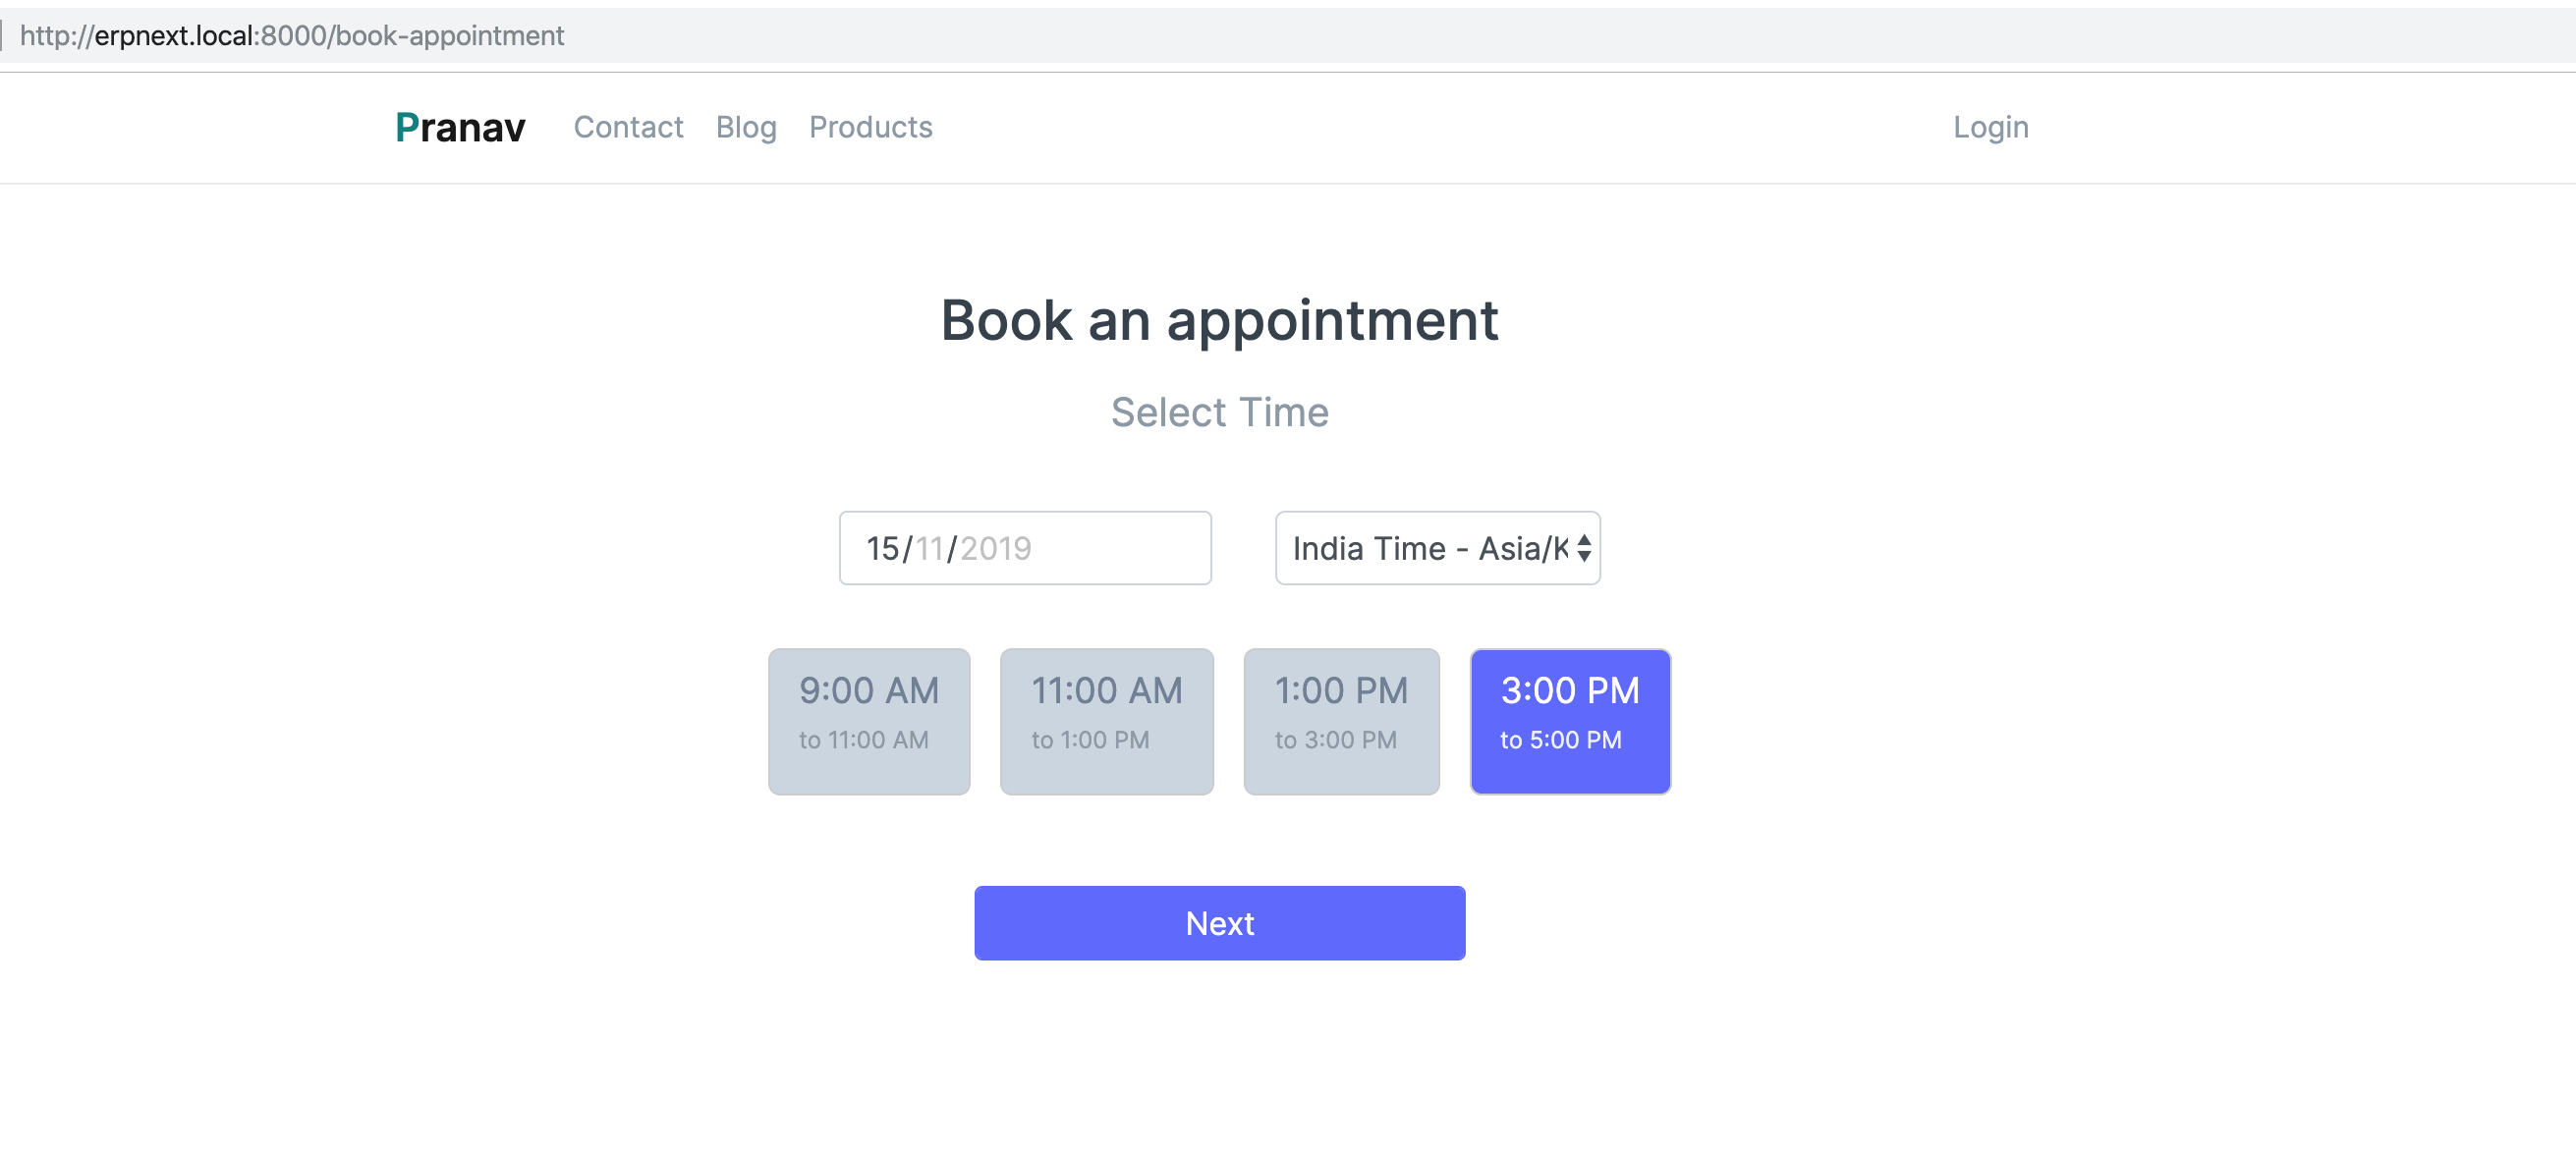 http://erpnext.local:8000/book-appointment
Pranav Contact Blog Products Login
Book an appointment
Select Time
15/11/2019 India Time - Asia/K
9:00 AM 11:00 AM 1:00 PM 3:00 PM
to 11:00 AM to 1:00 PM to 3:00 PM to 5:00 PM
Next